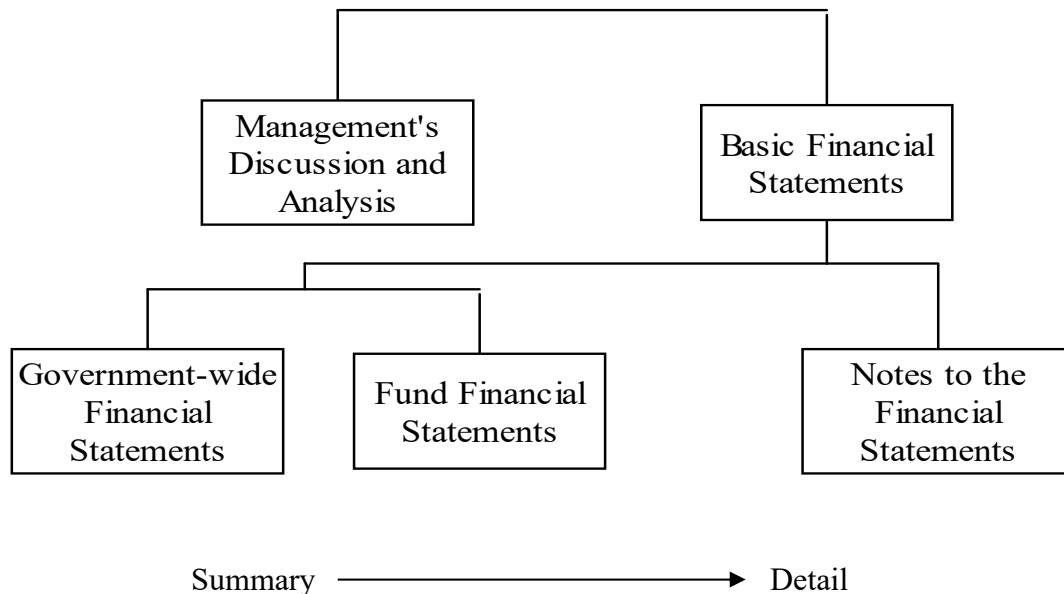 Management's
Discussion and
Analysis
Basic Financial
Statements
Government-wide
Financial
Statements
Fund Financial
Statements
Notes to the
Financial
Statements
Summary
Detail